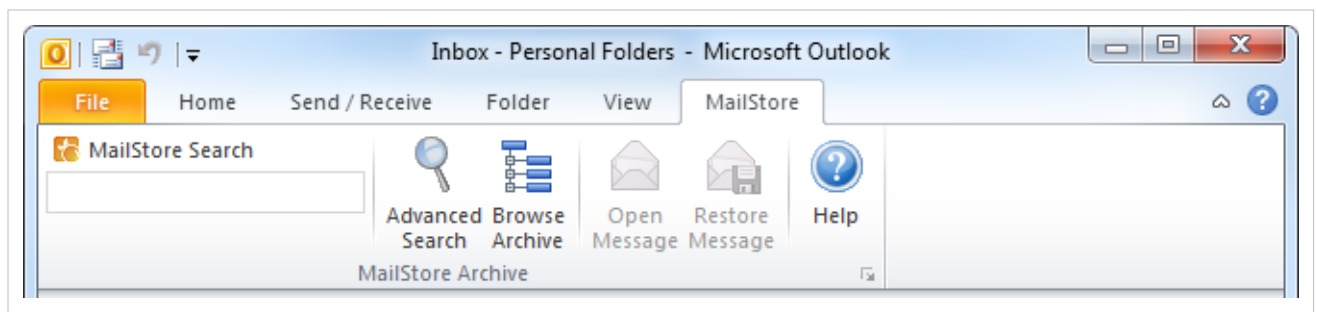 Inbox - Personal Folders - Microsoft Outlook
File Home Send / Receive Folder View MailStore
MailStore Search
Advanced Search
Browse Archive
Open Message
Restore Message
Help
MailStore Archive